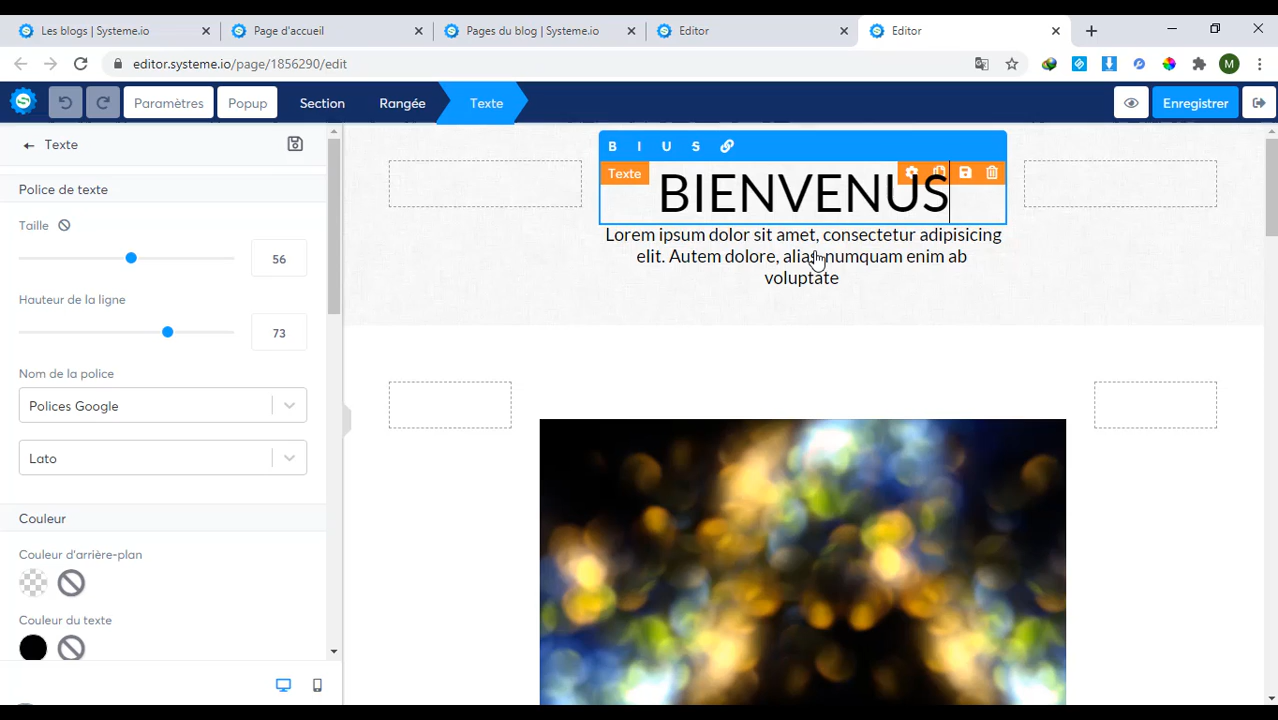 Les blogs | Systeme.io
Page d'accueil
Pages du blog | Systeme.io
Editor
Editor
editor.systeme.io/page/1856290/edit
M
S
Paramètres
Popup
Section
Rangée
Texte
Enregistrer
Texte
Police de texte
Taille
56
Hauteur de la ligne
73
Nom de la police
Polices Google
Lato
Couleur
Couleur d'arrière-plan
Couleur du texte
B I U S
Texte
BIENVENUS
Lorem ipsum dolor sit amet, consectetur adipisicing
elit. Autem dolore, alias numquam enim ab
voluptate